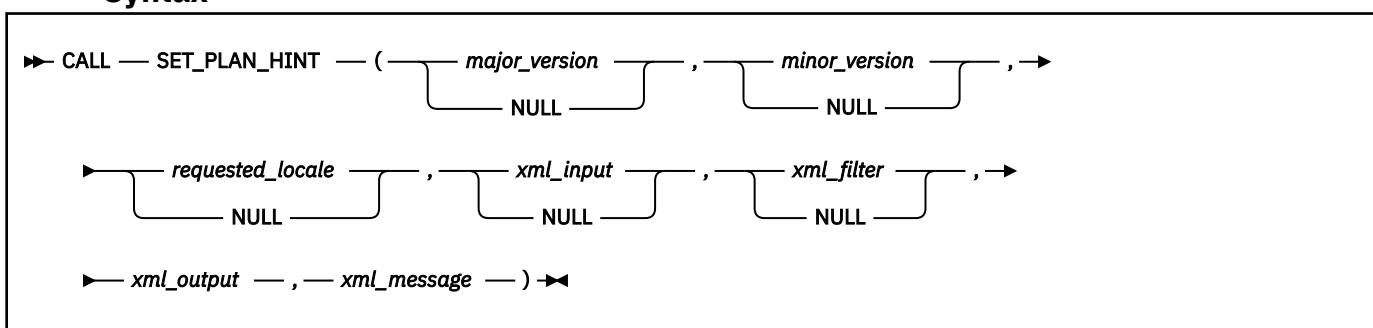 Syntax
CALL SET_PLAN_HINT ( major_version , minor_version ,
NULL NULL
requested_locale , xml_input , xml_filter ,
NULL NULL NULL
xml_output , xml_message )